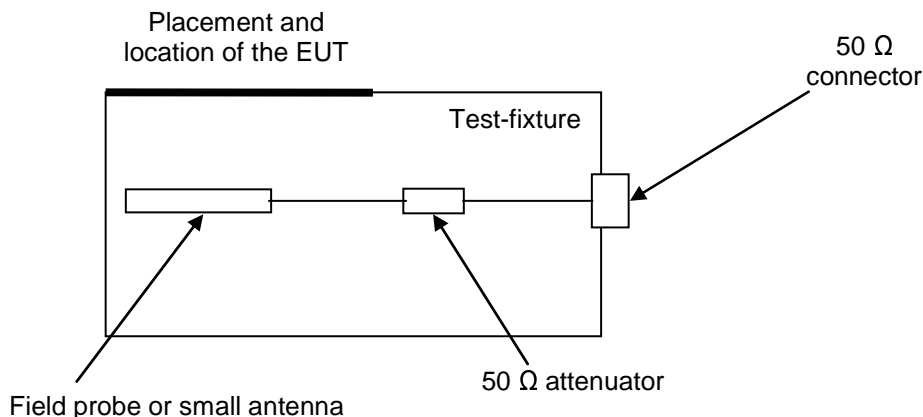 Placement and
location of the EUT
50 Ω
connector
Test-fixture
50 Ω attenuator
Field probe or small antenna